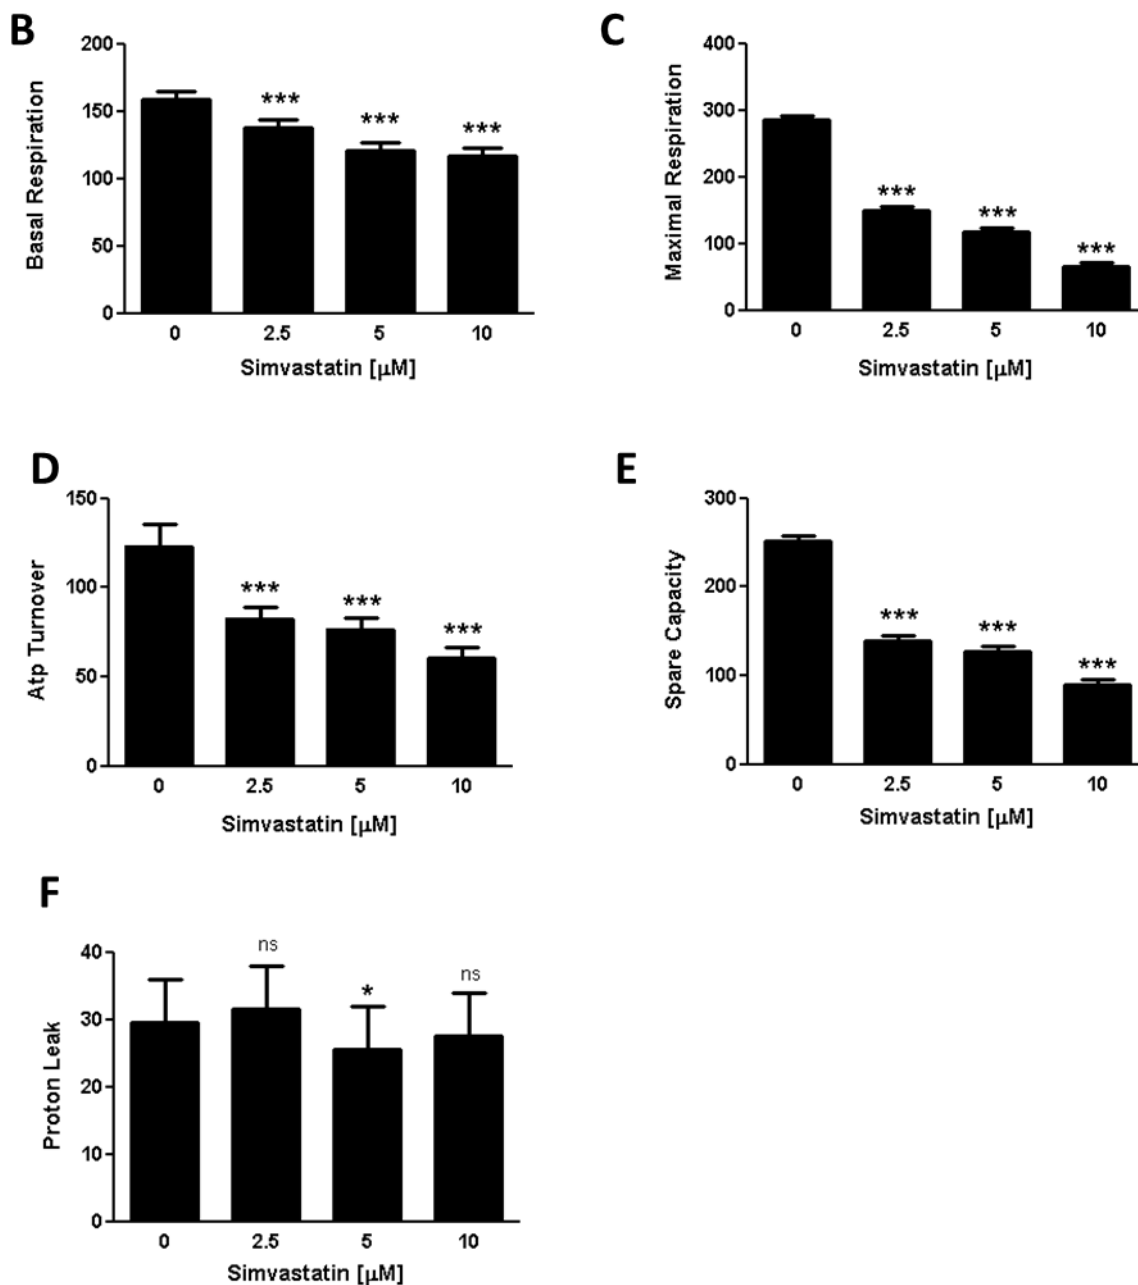 B
200
150
100
50
0
Basal Respiration
***
***
***
0 2.5 5 10
Simvastatin [μM]
C
400
300
200
100
0
Maximal Respiration
***
***
***
0 2.5 5 10
Simvastatin [μM]
D
150
100
50
0
Atp Turnover
***
***
***
0 2.5 5 10
Simvastatin [μM]
E
300
200
100
0
Spare Capacity
***
***
***
0 2.5 5 10
Simvastatin [μM]
F
40
30
20
10
0
Proton Leak
ns
*
ns
0 2.5 5 10
Simvastatin [μM]